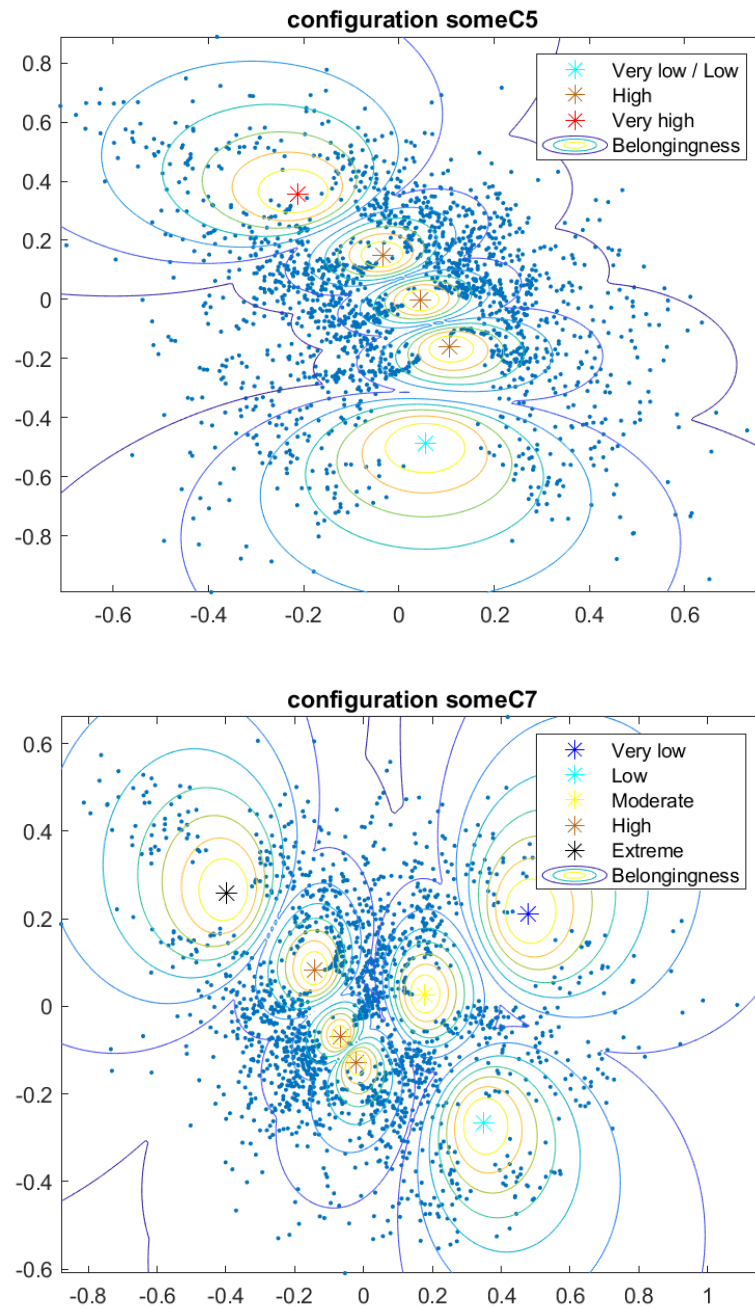 configuration someC5
Very low / Low
High
Very high
Belongingness
0.8
0.6
0.4
0.2
0
-0.2
-0.4
-0.6
-0.8
-0.6 -0.4 -0.2 0 0.2 0.4 0.6
configuration someC7
Very low
Low
Moderate
High
Extreme
Belongingness
0.6
0.4
0.2
0
-0.2
-0.4
-0.6
-0.8 -0.6 -0.4 -0.2 0 0.2 0.4 0.6 0.8 1